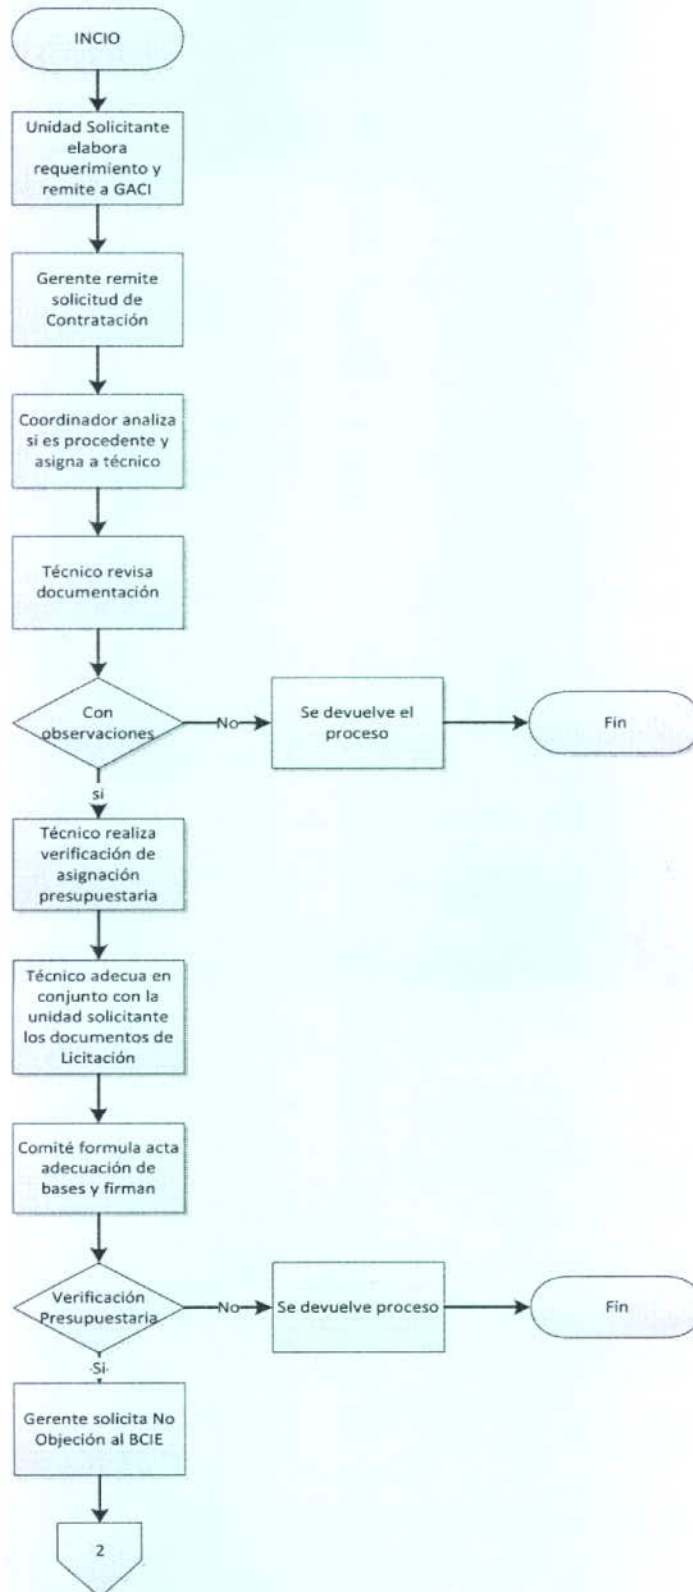 INCIO
Unidad Solicitante
elabora
requerimiento y
remite a GACI
Gerente remite
solicitud de
Contratación
Coordinador analiza
si es procedente y
asigna a técnico
Técnico revisa
documentación
Con
observaciones
No
Se devuelve el
proceso
Fin
si
Técnico realiza
verificación de
asignación
presupuestaria
Técnico adecua en
conjunto con la
unidad solicitante
los documentos de
Licitación
Comité formula acta
adecuación de
bases y firman
Verificación
Presupuestaria
No
Se devuelve proceso
Fin
Si
Gerente solicita No
Objeción al BCIE
2